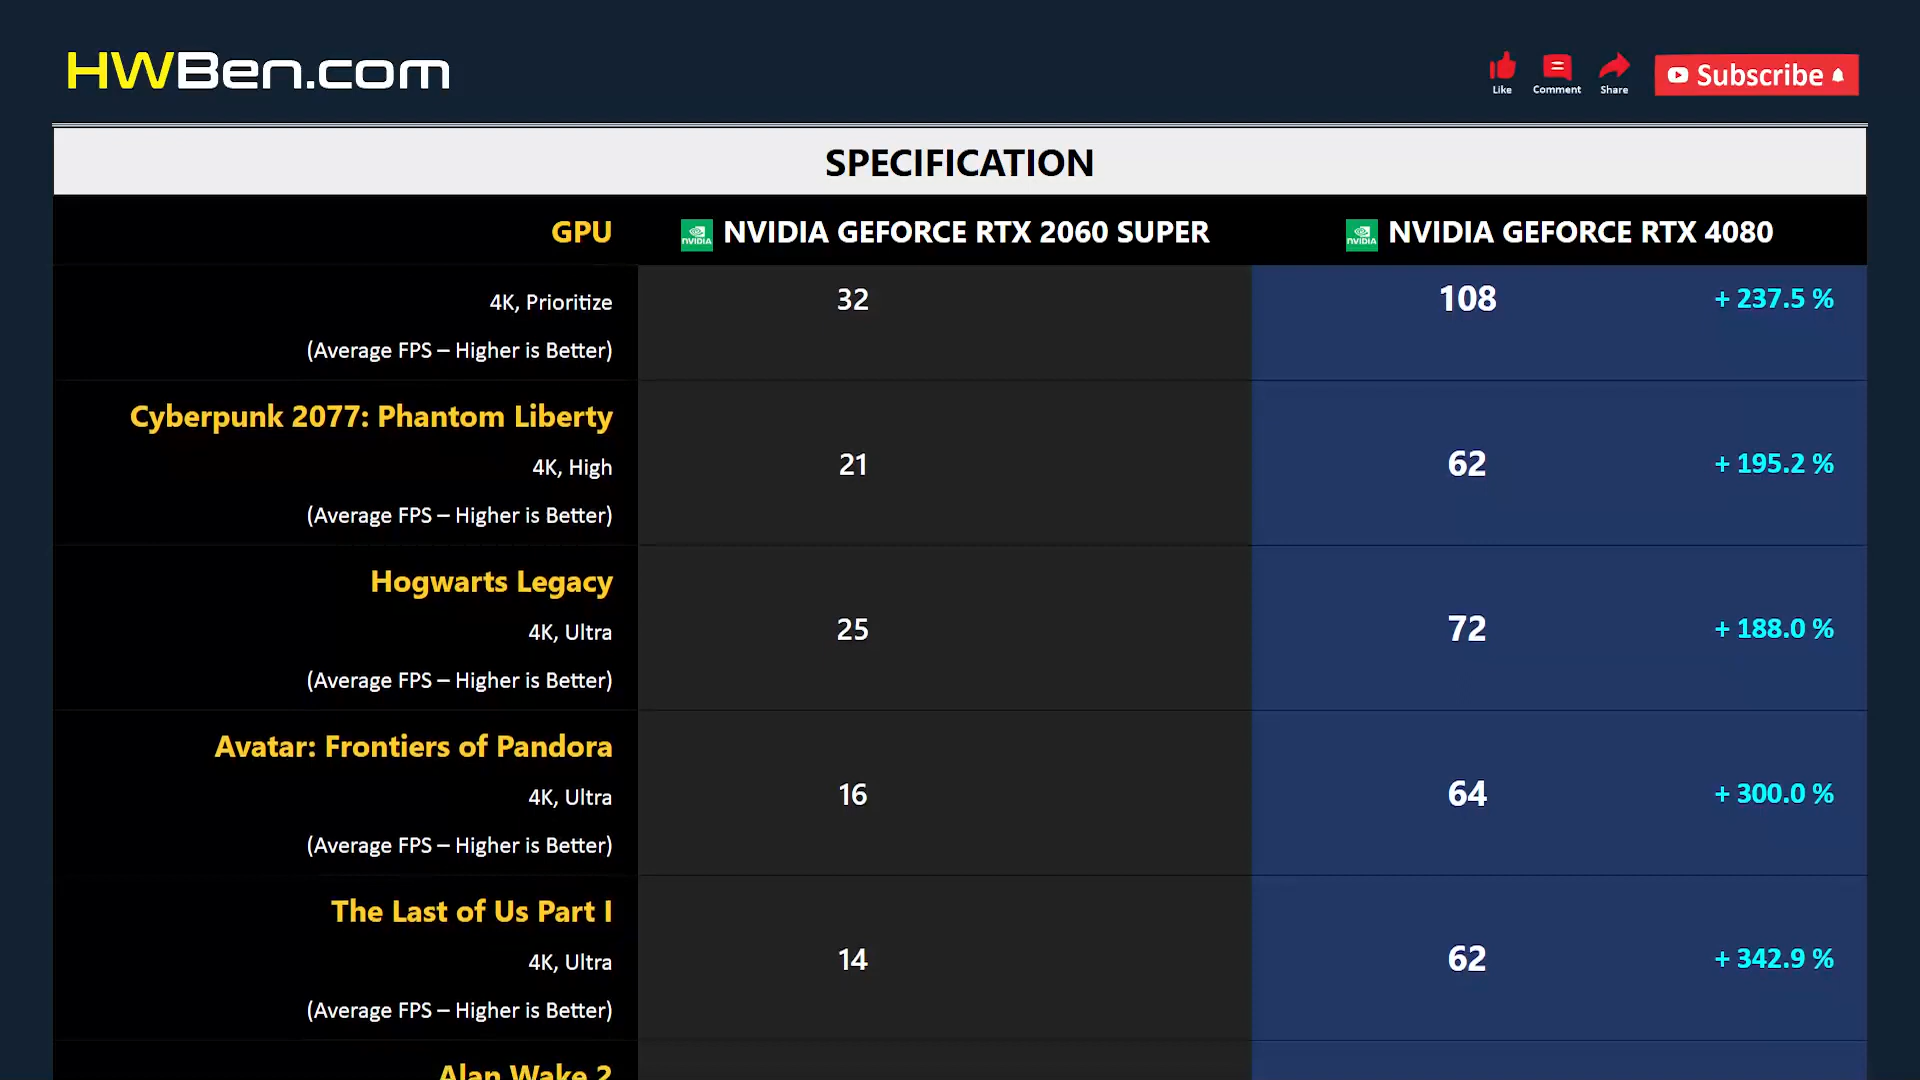 HWBen.com
Like Comment Share Subscribe
SPECIFICATION
GPU NVIDIA NVIDIA GEFORCE RTX 2060 SUPER NVIDIA NVIDIA GEFORCE RTX 4080
4K, Prioritize 32 108 + 237.5 %
(Average FPS – Higher is Better)
Cyberpunk 2077: Phantom Liberty
4K, High 21 62 + 195.2 %
(Average FPS – Higher is Better)
Hogwarts Legacy
4K, Ultra 25 72 + 188.0 %
(Average FPS – Higher is Better)
Avatar: Frontiers of Pandora
4K, Ultra 16 64 + 300.0 %
(Average FPS – Higher is Better)
The Last of Us Part I
4K, Ultra 14 62 + 342.9 %
(Average FPS – Higher is Better)
Alan Wake 2